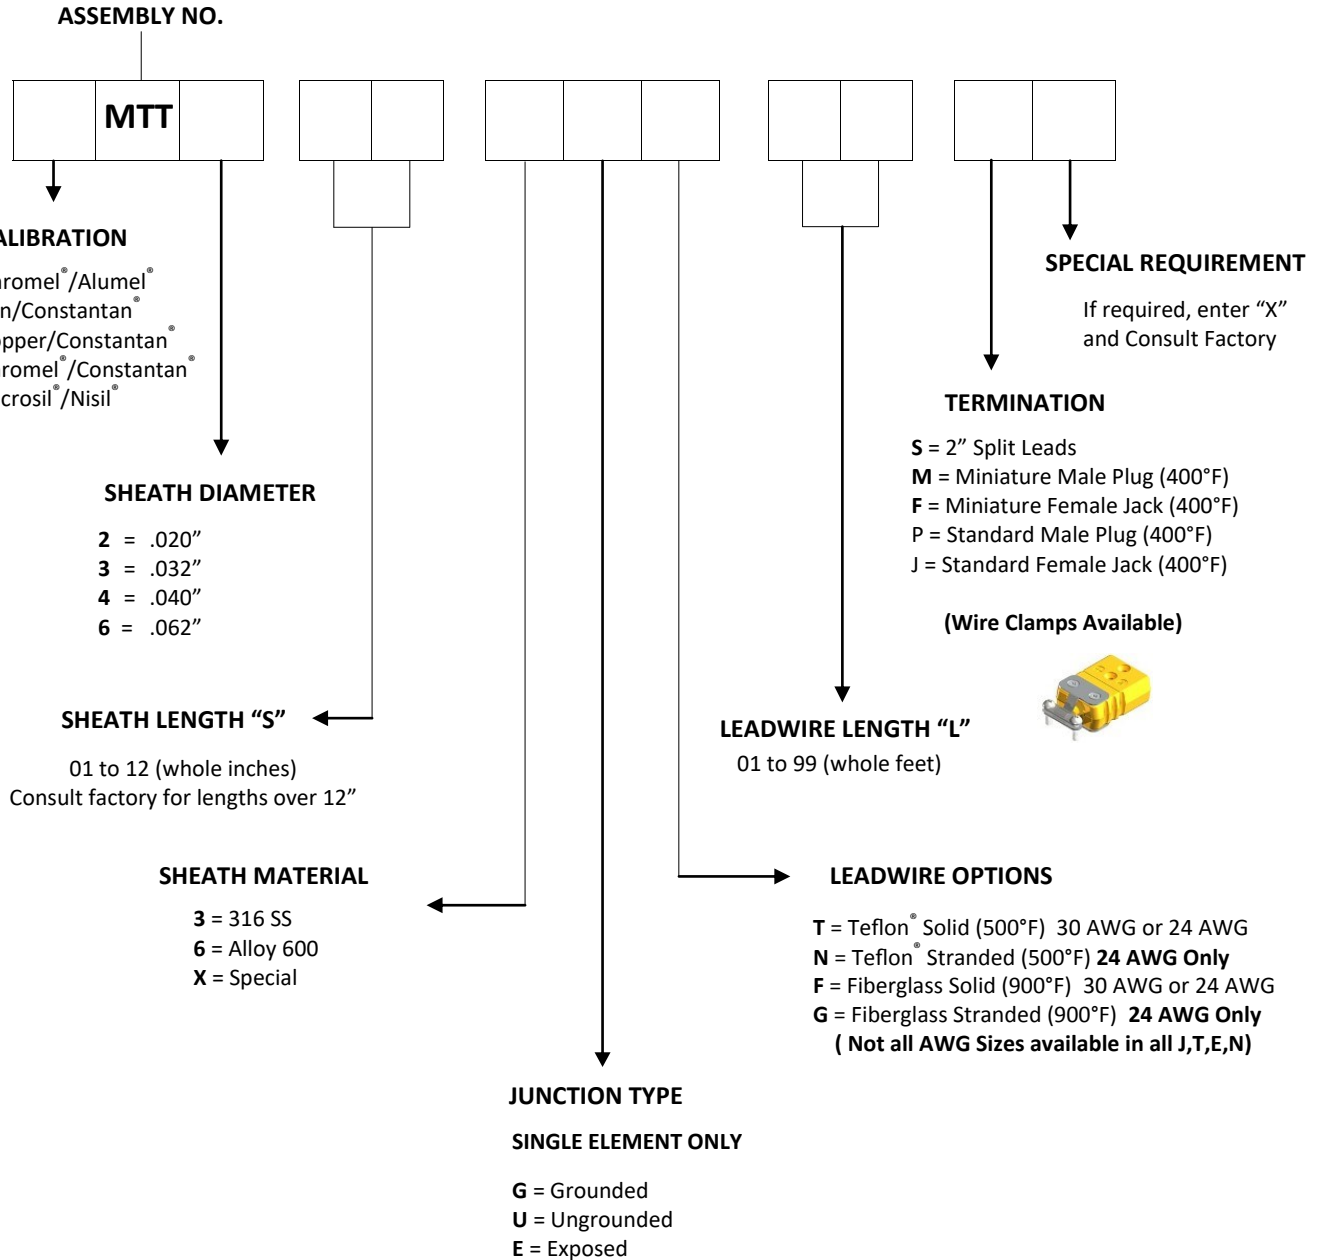 ASSEMBLY NO.
MTT
ALIBRATION
romel®/Alumel®
n/Constantan®
pper/Constantan®
romel®/Constantan®
crosil®/Nisil®
SPECIAL REQUIREMENT
If required, enter “X”
and Consult Factory
TERMINATION
S = 2” Split Leads
M = Miniature Male Plug (400°F)
F = Miniature Female Jack (400°F)
P = Standard Male Plug (400°F)
J = Standard Female Jack (400°F)
(Wire Clamps Available)
SHEATH DIAMETER
2 = .020”
3 = .032”
4 = .040”
6 = .062”
SHEATH LENGTH “S”
01 to 12 (whole inches)
Consult factory for lengths over 12”
LEADWIRE LENGTH “L”
01 to 99 (whole feet)
SHEATH MATERIAL
3 = 316 SS
6 = Alloy 600
X = Special
LEADWIRE OPTIONS
T = Teflon® Solid (500°F) 30 AWG or 24 AWG
N = Teflon® Stranded (500°F) 24 AWG Only
F = Fiberglass Solid (900°F) 30 AWG or 24 AWG
G = Fiberglass Stranded (900°F) 24 AWG Only
( Not all AWG Sizes available in all J,T,E,N)
JUNCTION TYPE
SINGLE ELEMENT ONLY
G = Grounded
U = Ungrounded
E = Exposed